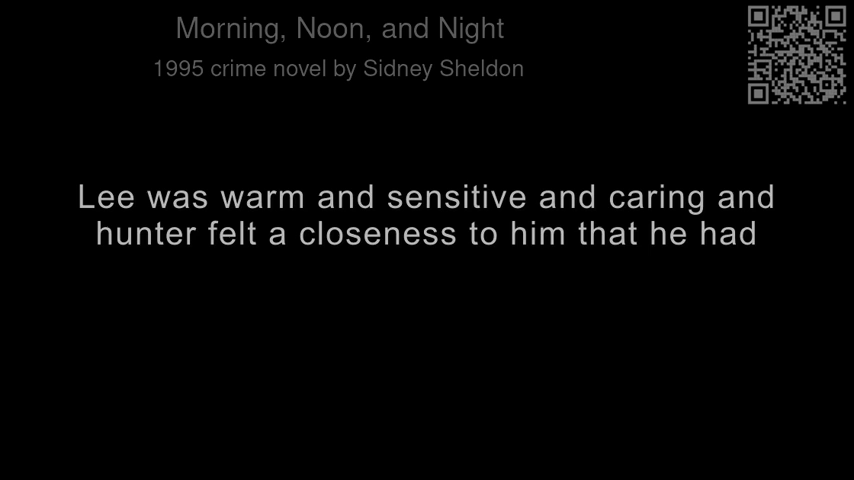 Morning, Noon, and Night
1995 crime novel by Sidney Sheldon
Lee was warm and sensitive and caring and
hunter felt a closeness to him that he had